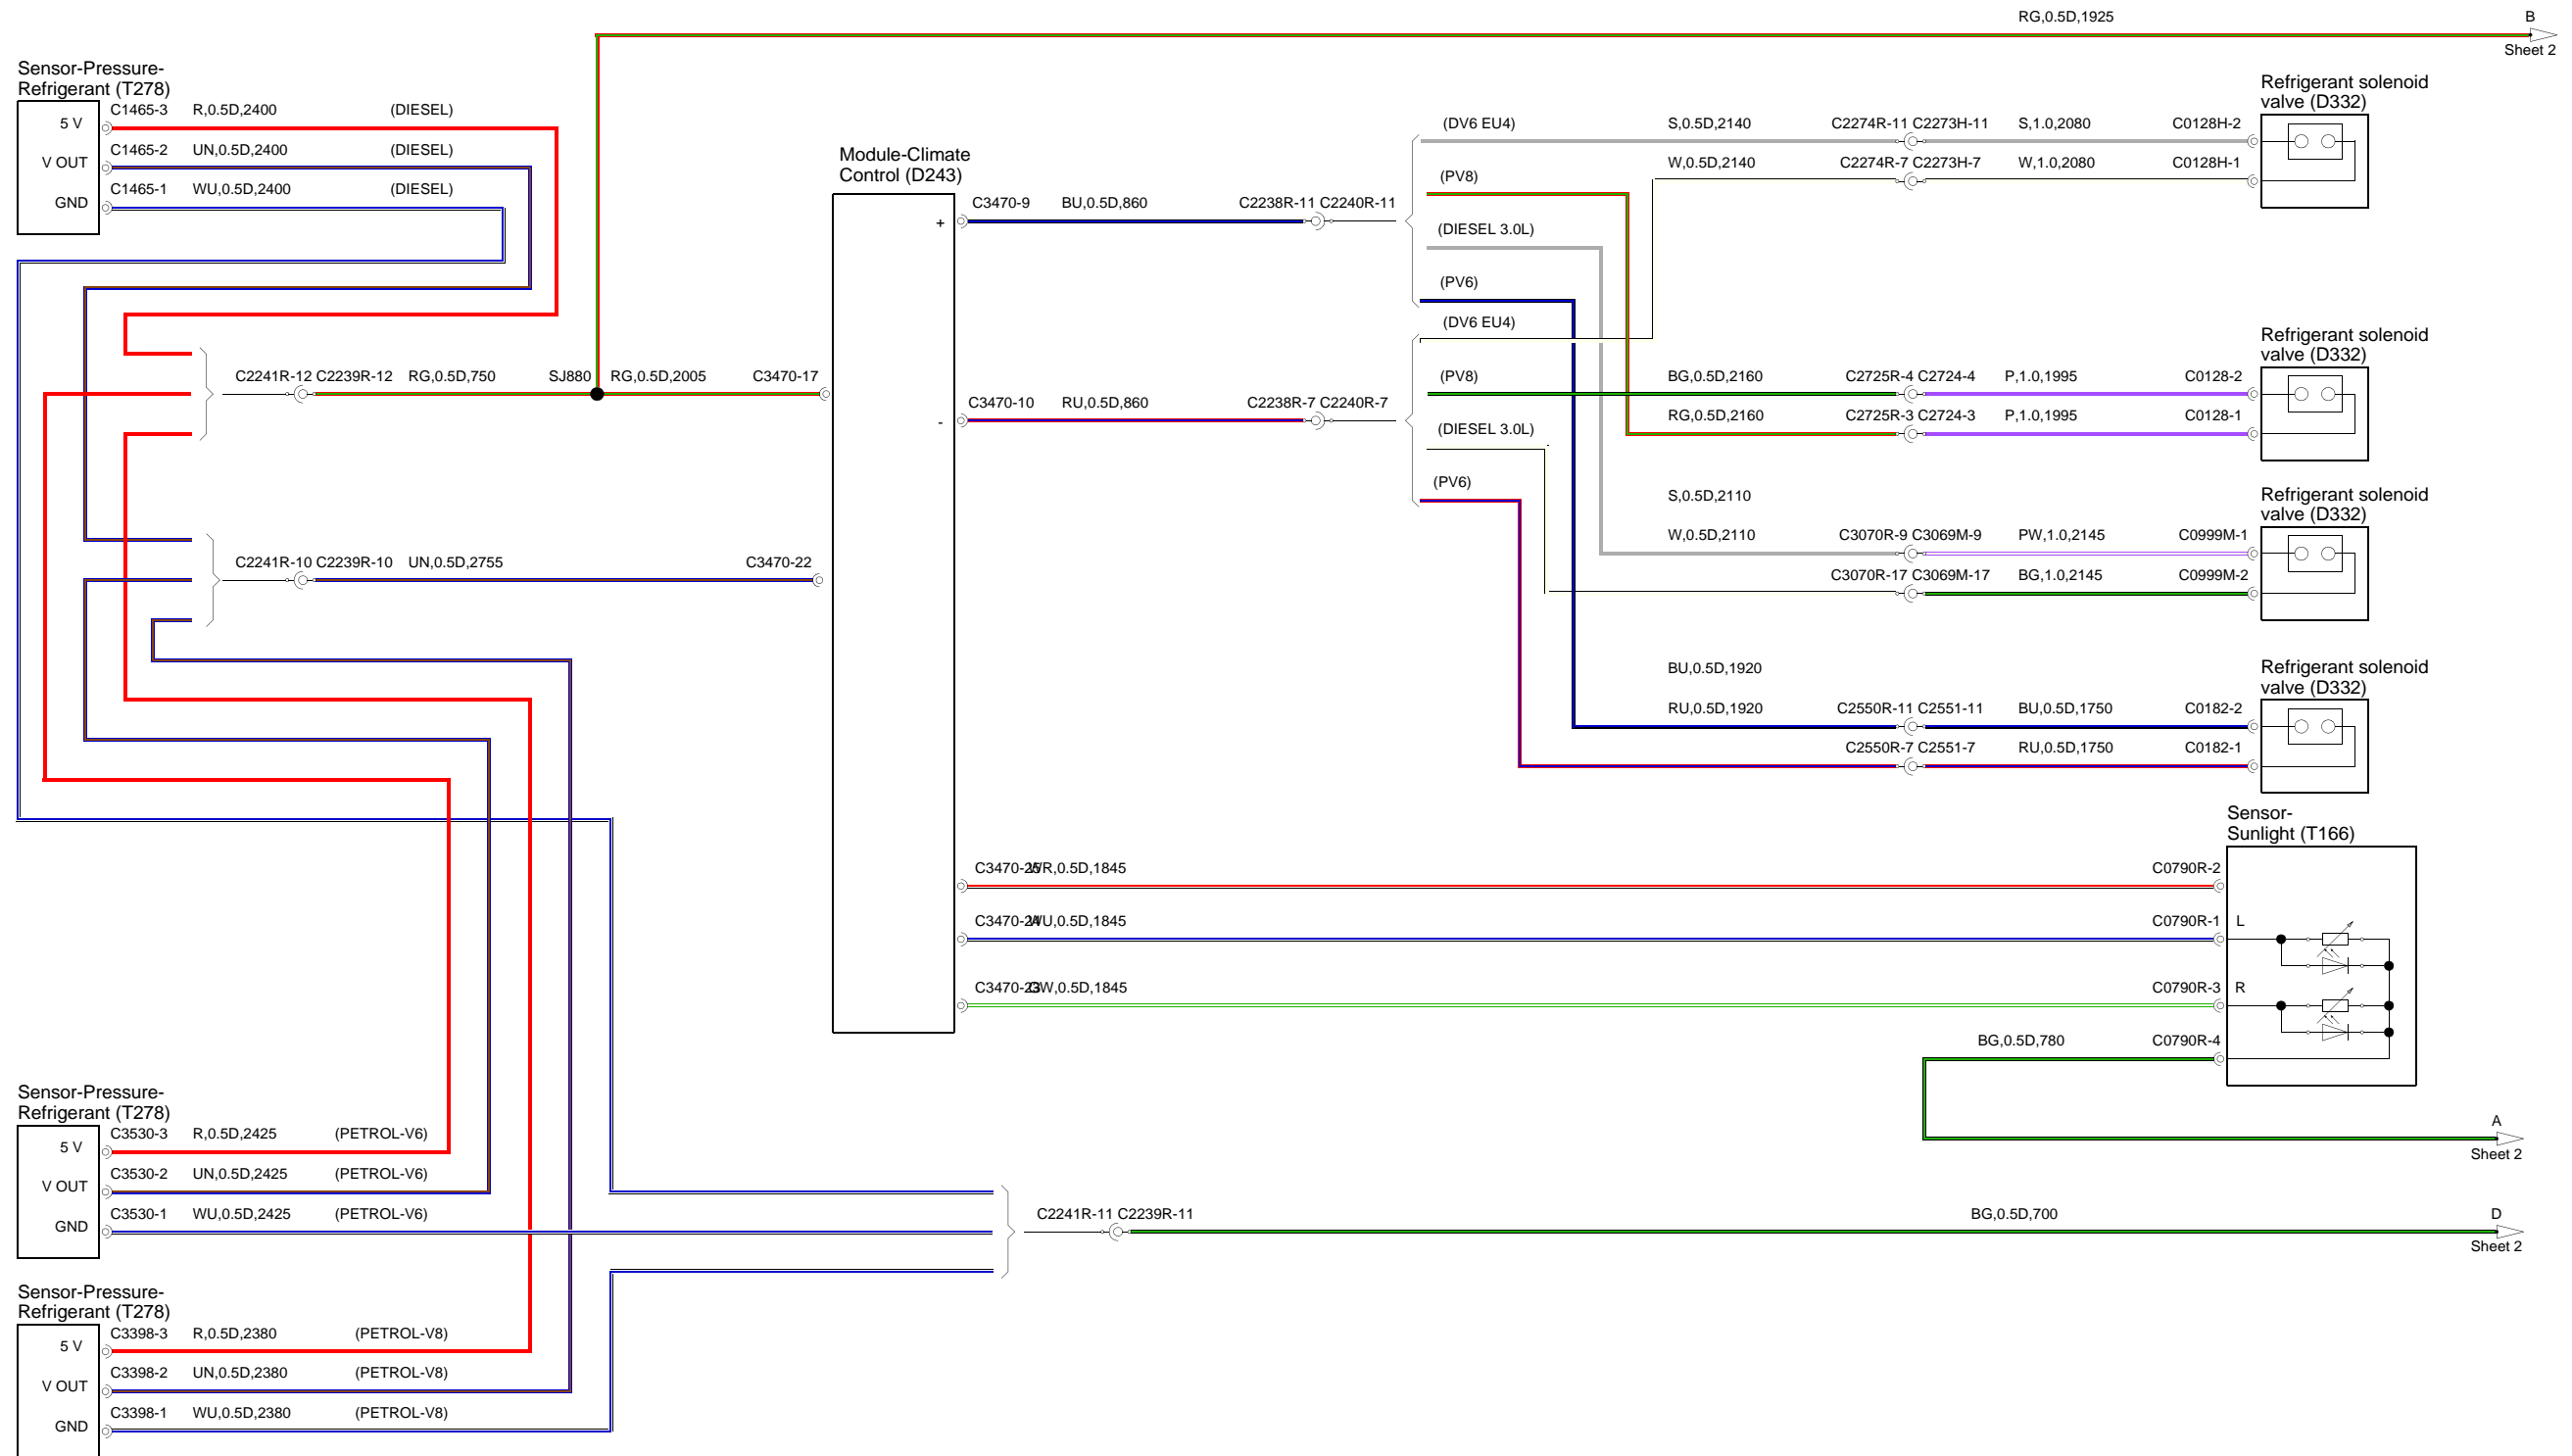 RG,0.5D,1925
B
Sheet 2
Sensor-Pressure-
Refrigerant (T278)
5 V
V OUT
GND
C1465-3 R,0.5D,2400 (DIESEL)
C1465-2 UN,0.5D,2400 (DIESEL)
C1465-1 WU,0.5D,2400 (DIESEL)
C2241R-12 C2239R-12 RG,0.5D,750 SJ880 RG,0.5D,2005 C3470-17
C2241R-10 C2239R-10 UN,0.5D,2755 C3470-22
Module-Climate
Control (D243)
+
-
C3470-9 BU,0.5D,860 C2238R-11 C2240R-11
C3470-10 RU,0.5D,860 C2238R-7 C2240R-7
(DV6 EU4)
(PV8)
(DIESEL 3.0L)
(PV6)
(DV6 EU4)
(PV8)
(DIESEL 3.0L)
(PV6)
Refrigerant solenoid
valve (D332)
S,0.5D,2140 C2274R-11 C2273H-11 S,1.0,2080 C0128H-2
W,0.5D,2140 C2274R-7 C2273H-7 W,1.0,2080 C0128H-1
Refrigerant solenoid
valve (D332)
BG,0.5D,2160 C2725R-4 C2724-4 P,1.0,1995 C0128-2
RG,0.5D,2160 C2725R-3 C2724-3 P,1.0,1995 C0128-1
Refrigerant solenoid
valve (D332)
S,0.5D,2110
W,0.5D,2110 C3070R-9 C3069M-9 PW,1.0,2145 C0999M-1
C3070R-17 C3069M-17 BG,1.0,2145 C0999M-2
Refrigerant solenoid
valve (D332)
BU,0.5D,1920
RU,0.5D,1920 C2550R-11 C2551-11 BU,0.5D,1750 C0182-2
C2550R-7 C2551-7 RU,0.5D,1750 C0182-1
Sensor-
Sunlight (T166)
C3470-25 WR,0.5D,1845 C0790R-2
C3470-24 WU,0.5D,1845 C0790R-1 L
C3470-23 GW,0.5D,1845 C0790R-3 R
BG,0.5D,780 C0790R-4
A
Sheet 2
Sensor-Pressure-
Refrigerant (T278)
5 V
V OUT
GND
C3530-3 R,0.5D,2425 (PETROL-V6)
C3530-2 UN,0.5D,2425 (PETROL-V6)
C3530-1 WU,0.5D,2425 (PETROL-V6)
C2241R-11 C2239R-11 BG,0.5D,700
D
Sheet 2
Sensor-Pressure-
Refrigerant (T278)
5 V
V OUT
GND
C3398-3 R,0.5D,2380 (PETROL-V8)
C3398-2 UN,0.5D,2380 (PETROL-V8)
C3398-1 WU,0.5D,2380 (PETROL-V8)